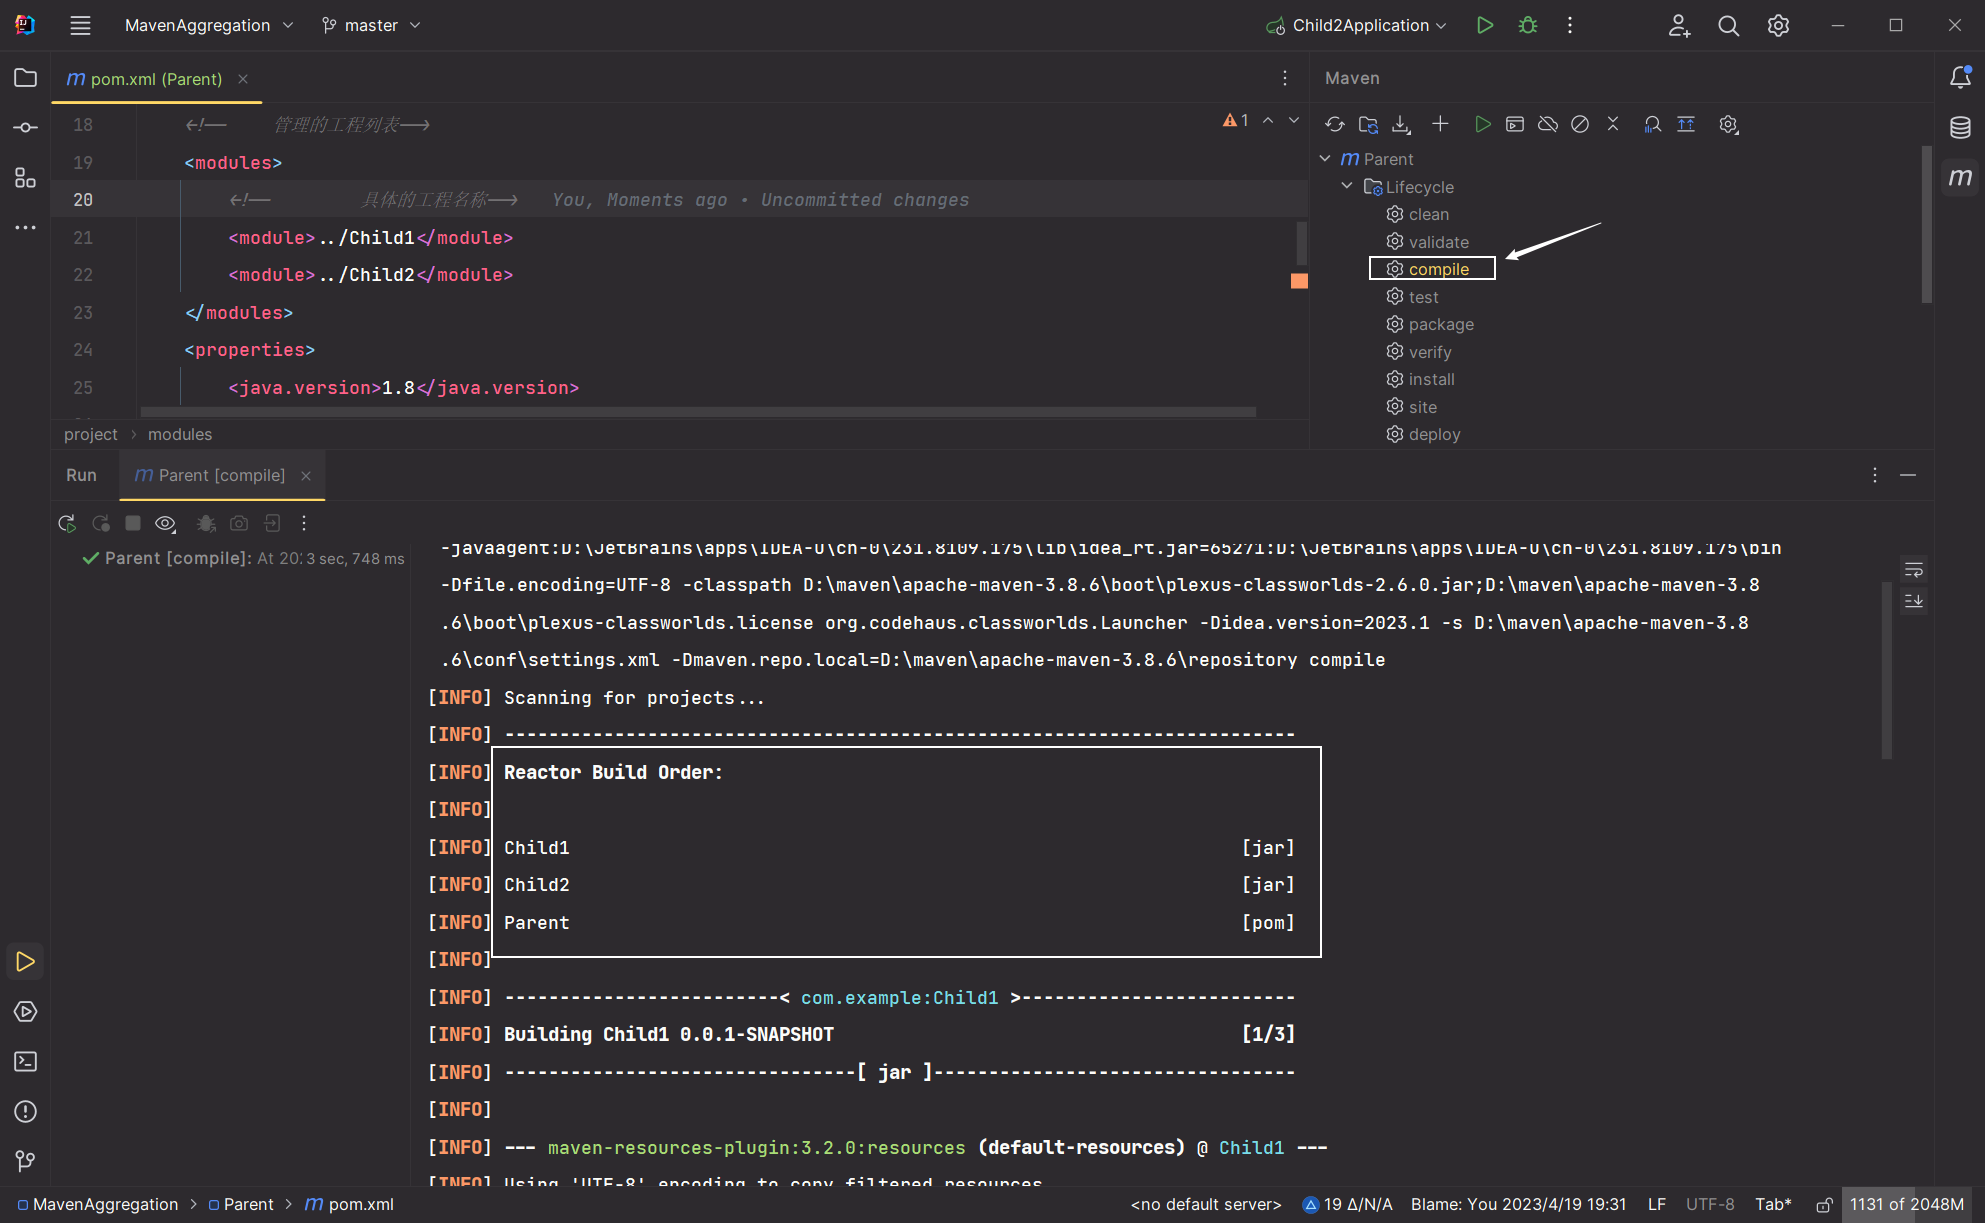 MavenAggregation
master
Child2Application
m pom.xml (Parent)
Maven
18 <!-- 管理的工程列表-->
1
19 <modules>
20 <!-- 具体的工程名称--> You, Moments ago • Uncommitted changes
21 <module>../Child1</module>
22 <module>../Child2</module>
23 </modules>
24 <properties>
25 <java.version>1.8</java.version>
project > modules
m Parent
Lifecycle
clean
validate
compile
test
package
verify
install
site
deploy
m
Run
m Parent [compile]
Parent [compile]: At 20: 3 sec, 748 ms
-javaagent:D:\JetBrains\apps\IDEA-U\ch-0\231.8109.175\lib\idea_rt.jar=65271:D:\JetBrains\apps\IDEA-U\ch-0\231.8109.175\bin
-Dfile.encoding=UTF-8 -classpath D:\maven\apache-maven-3.8.6\boot\plexus-classworlds-2.6.0.jar;D:\maven\apache-maven-3.8
.6\boot\plexus-classworlds.license org.codehaus.classworlds.Launcher -Didea.version=2023.1 -s D:\maven\apache-maven-3.8
.6\conf\settings.xml -Dmaven.repo.local=D:\maven\apache-maven-3.8.6\repository compile
[INFO] Scanning for projects...
[INFO] ------------------------------------------------------------------------
[INFO] Reactor Build Order:
[INFO]
[INFO] Child1 [jar]
[INFO] Child2 [jar]
[INFO] Parent [pom]
[INFO]
[INFO] -------------------------< com.example:Child1 >-------------------------
[INFO] Building Child1 0.0.1-SNAPSHOT [1/3]
[INFO] --------------------------------[ jar ]---------------------------------
[INFO]
[INFO] --- maven-resources-plugin:3.2.0:resources (default-resources) @ Child1 ---
[INFO] Using 'UTF-8' encoding to copy filtered resources.
MavenAggregation > Parent > m pom.xml
<no default server>
19 Δ/N/A
Blame: You 2023/4/19 19:31
LF
UTF-8
Tab*
1131 of 2048M